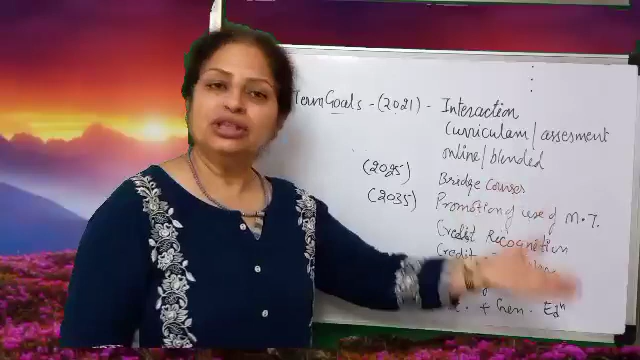 Term Goals - (2021) - Interaction
Curriculam / assesment
online / blended
(2025) Bridge Courses
(2035) Promotion of use of M.T.
Credit Recognition
Credit
+ Gen. Edⁿ